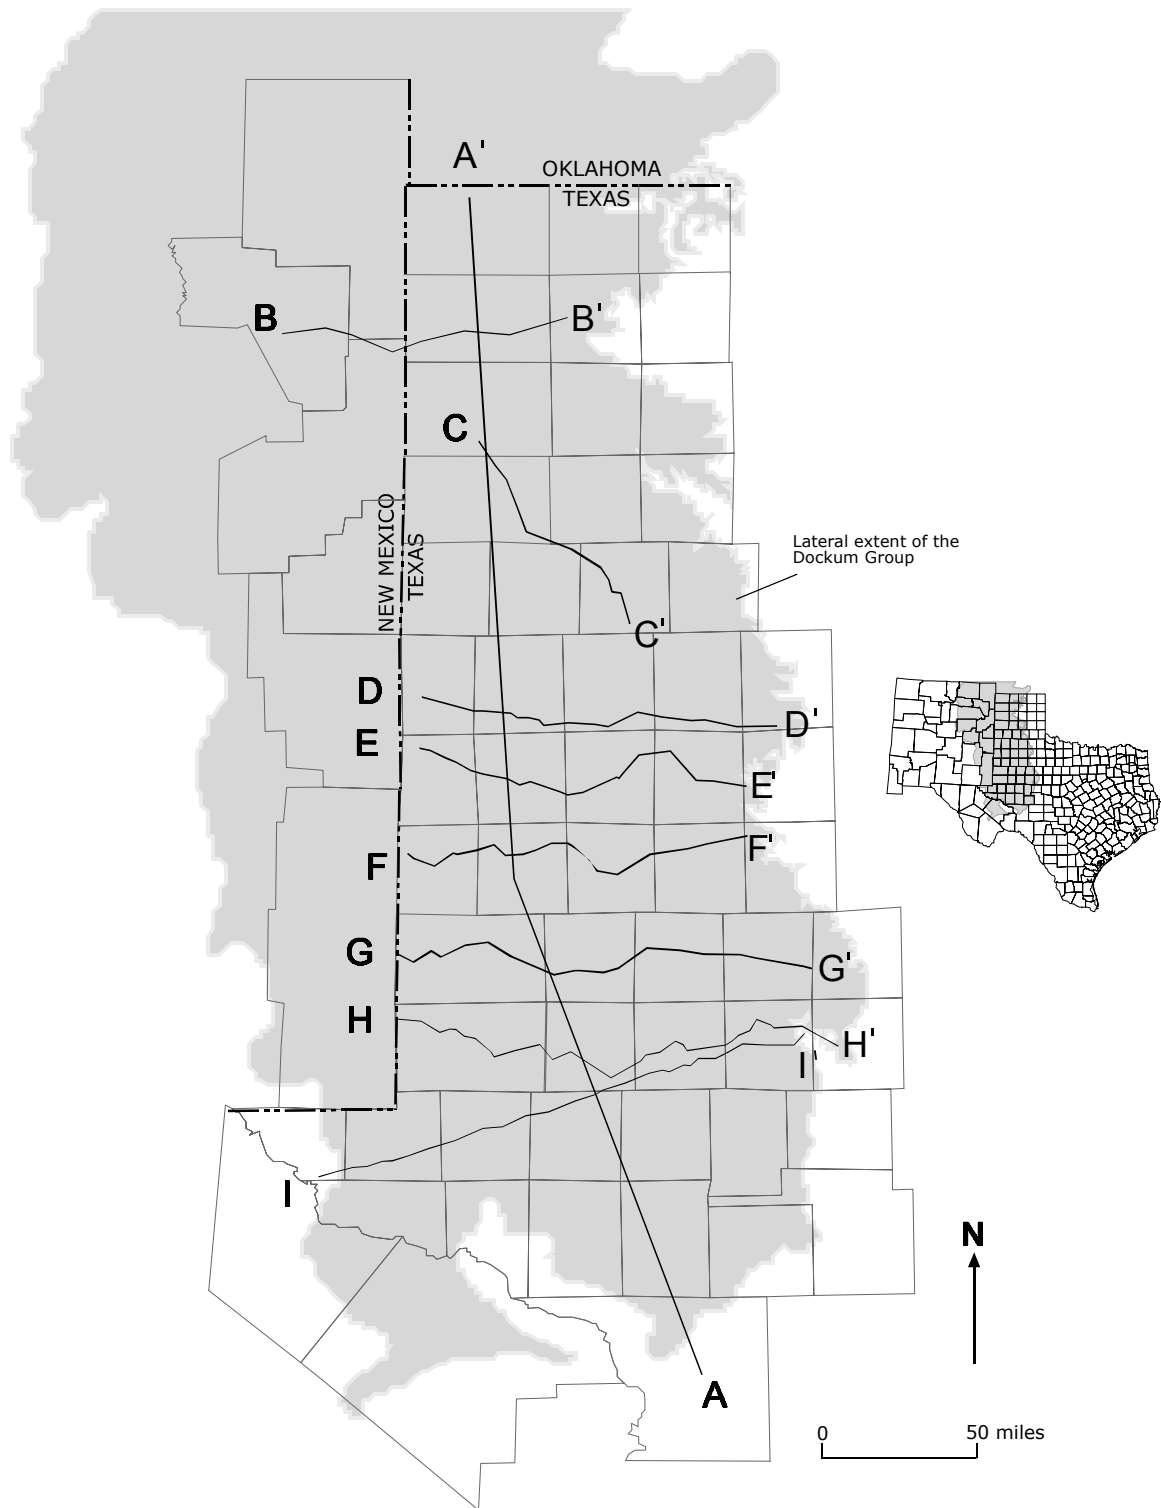 A'
OKLAHOMA
TEXAS
B
B'
C
NEW MEXICO
TEXAS
Lateral extent of the
Dockum Group
C'
D
D'
E
E'
F
F'
G
G'
H
H'
I'
I
N
A
0
50 miles